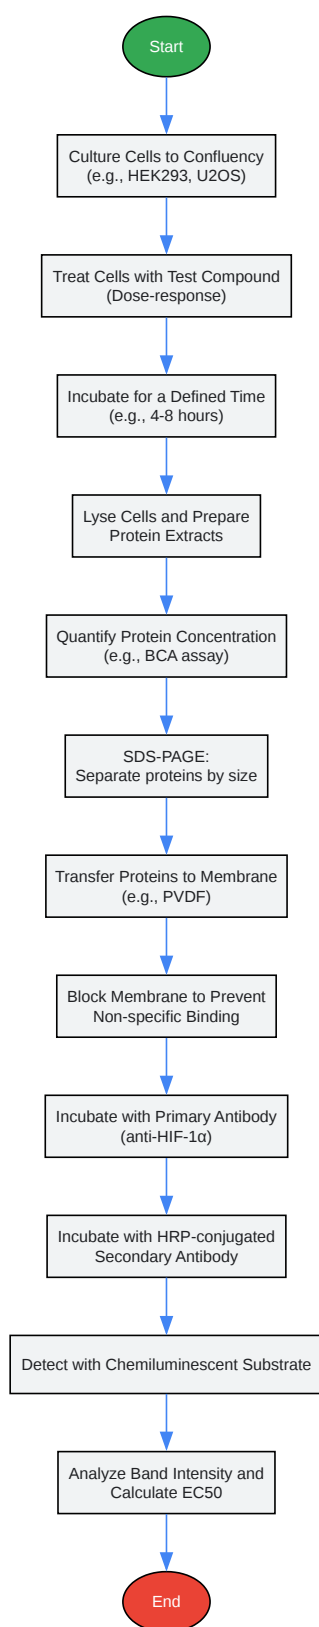 Start
Culture Cells to Confluency
(e.g., HEK293, U2OS)
Treat Cells with Test Compound
(Dose-response)
Incubate for a Defined Time
(e.g., 4-8 hours)
Lyse Cells and Prepare
Protein Extracts
Quantify Protein Concentration
(e.g., BCA assay)
SDS-PAGE:
Separate proteins by size
Transfer Proteins to Membrane
(e.g., PVDF)
Block Membrane to Prevent
Non-specific Binding
Incubate with Primary Antibody
(anti-HIF-1α)
Incubate with HRP-conjugated
Secondary Antibody
Detect with Chemiluminescent Substrate
Analyze Band Intensity and
Calculate EC50
End